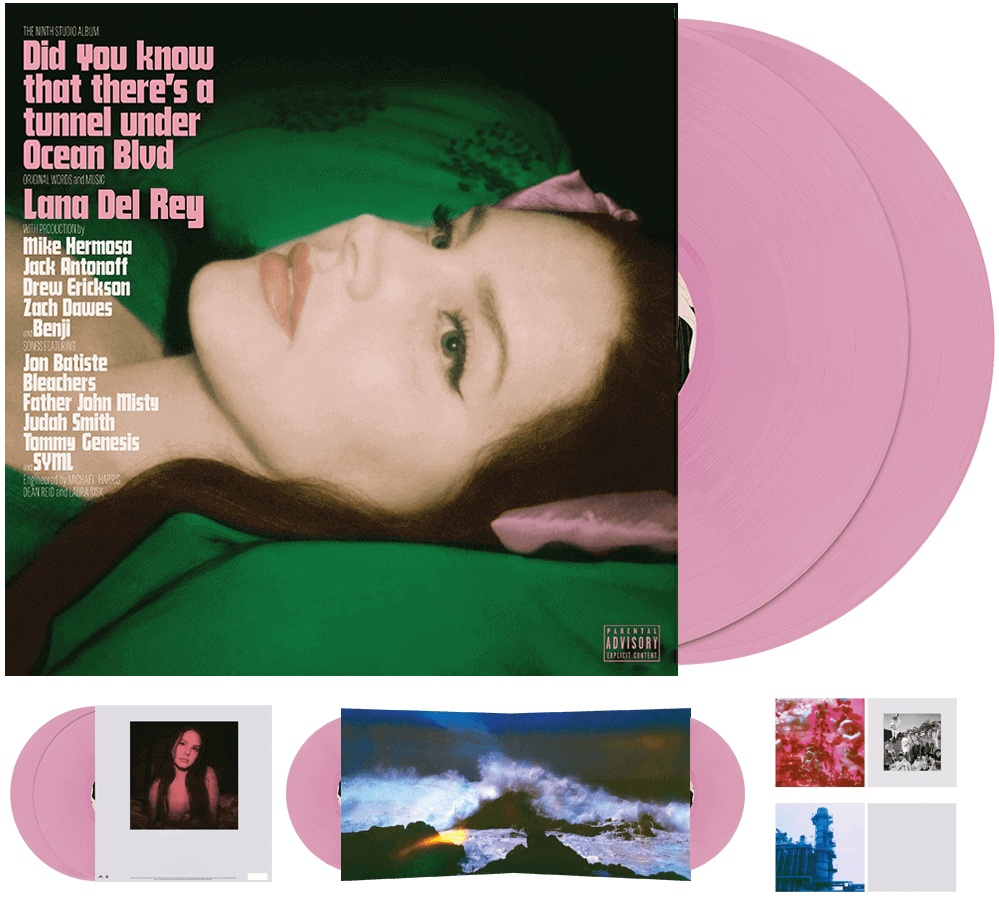 THE NINTH STUDIO ALBUM
Did you know
that there's a
tunnel under
Ocean Blvd
ORIGINAL WORDS and MUSIC
Lana Del Rey
WITH PRODUCTION by
Mike Hermosa
Jack Antonoff
Drew Erickson
Zach Dawes
and Benji
SONGS FEATURING
Jon Batiste
Bleachers
Father John Misty
Judah Smith
Tommy Genesis
and SYML
Engineered by MICHAEL HARRIS
DEAN REID and LAURA SISK
PARENTAL
ADVISORY
EXPLICIT CONTENT